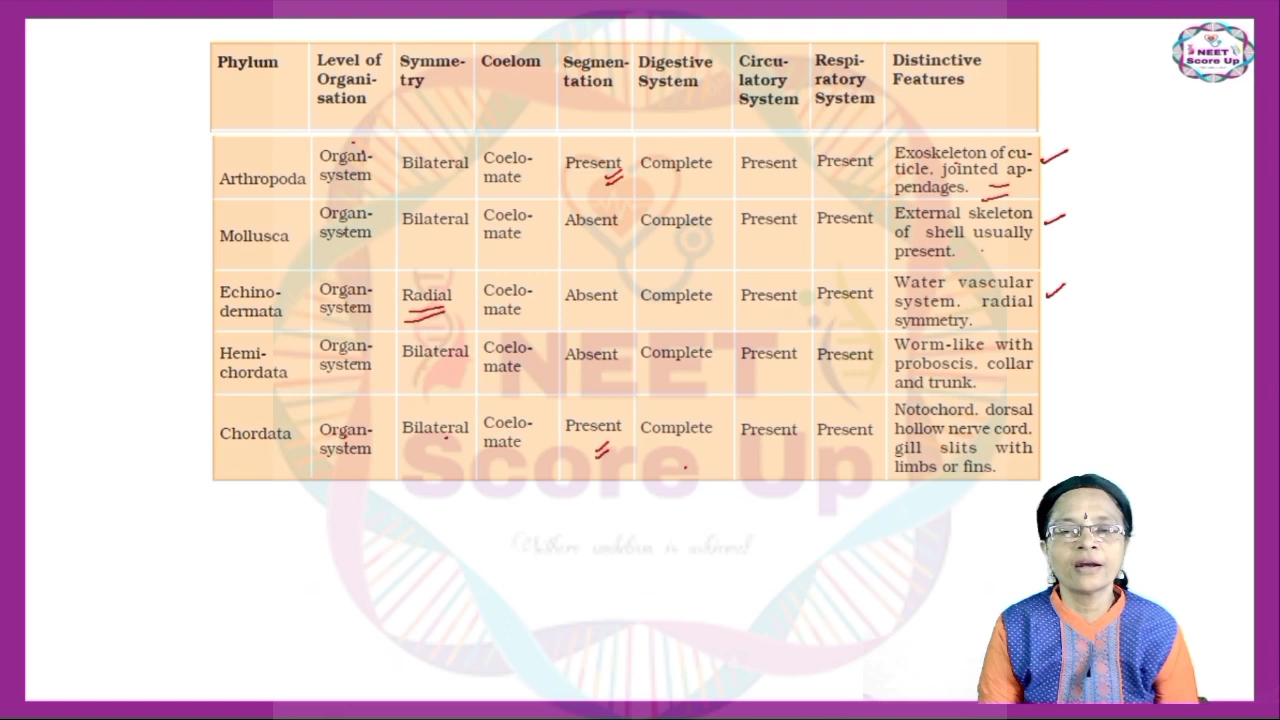 NEET
Score Up
Phylum
Level of
Organi-
sation
Symme-
try
Coelom
Segmen-
tation
Digestive
System
Circu-
latory
System
Respi-
ratory
System
Distinctive
Features
Arthropoda
Organ-
system
Bilateral
Coelo-
mate
Present
Complete
Present
Present
Exoskeleton of cu-
ticle, jointed ap-
pendages.
Mollusca
Organ-
system
Bilateral
Coelo-
mate
Absent
Complete
Present
Present
External skeleton
of shell usually
present.
Echino-
dermata
Organ-
system
Radial
Coelo-
mate
Absent
Complete
Present
Present
Water vascular
system, radial
symmetry.
Hemi-
chordata
Organ-
system
Bilateral
Coelo-
mate
Absent
Complete
Present
Present
Worm-like with
proboscis, collar
and trunk.
Chordata
Organ-
system
Bilateral
Coelo-
mate
Present
Complete
Present
Present
Notochord, dorsal
hollow nerve cord,
gill slits with
limbs or fins.
NEET
Score Up